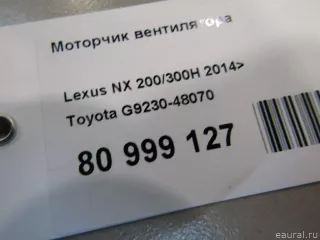 Моторчик вентилятора
Lexus NX 200/300H 2014>
Toyota G9230-48070
80 999 127
eaural.ru